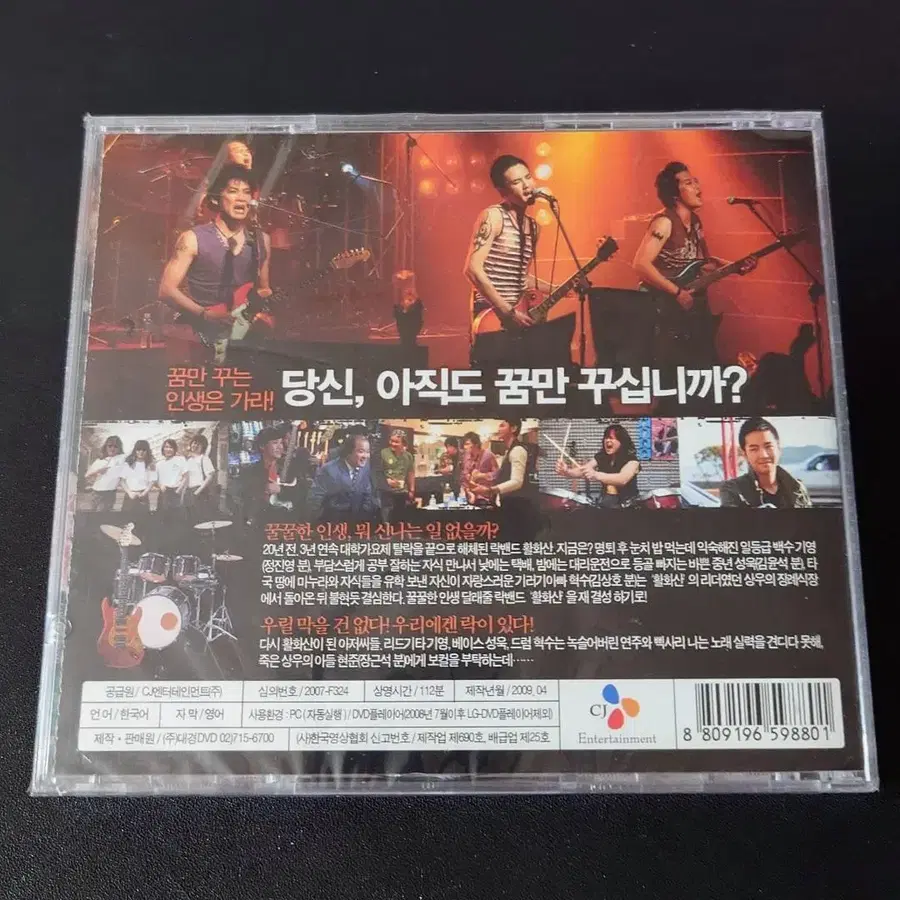 꿈만 꾸는
인생은 가라!
당신, 아직도 꿈만 꾸십니까?
꿀꿀한 인생, 뭐 신나는 일 없을까?
20년 전, 3년 연속 대학가요제 탈락을 끝으로 해체된 락밴드 활화산. 지금은? 명퇴 후 눈치 밥 먹는데 익숙해진 일등급 백수 기영
(정진영 분), 부담스럽게 공부 잘하는 자식 만나서 낮에는 택배, 밤에는 대리운전으로 등골 빠지는 바쁜 중년 성욱(김윤석 분), 타
국 땅에 마누라와 자식들을 유학 보낸 자신이 자랑스러운 기러기아빠 혁수(김상호 분)는 '활화산' 의 리더였던 상우의 장례식장
에서 돌아온 뒤 불현듯 결심한다. 꿀꿀한 인생 달래줄 락밴드 '활화산' 을 재 결성 하기로!
우릴 막을 건 없다! 우리에겐 락이 있다!
다시 활화산이 된 아저씨들. 리드기타 기영, 베이스 성욱, 드럼 혁수는 녹슬어버린 연주와 삑사리 나는 노래 실력을 견디다 못해,
죽은 상우의 아들 현준(장근석 분)에게 보컬을 부탁하는데……
공급원 / CJ엔터테인먼트(주)
심의번호 / 2007-F324
상영시간 / 112분
제작년월 / 2009. 04
언 어 / 한국어
자 막 / 영어
사용환경 : PC ( 자동실행 ) / DVD플레이어(2008년 7월이후 LG-DVD플레이어제외)
제작 · 판매원 / (주)대경DVD 02)715-6700
(사)한국영상협회 신고번호 / 제작업 제690호, 배급업 제25호
CJ
Entertainment
8 809196 598801